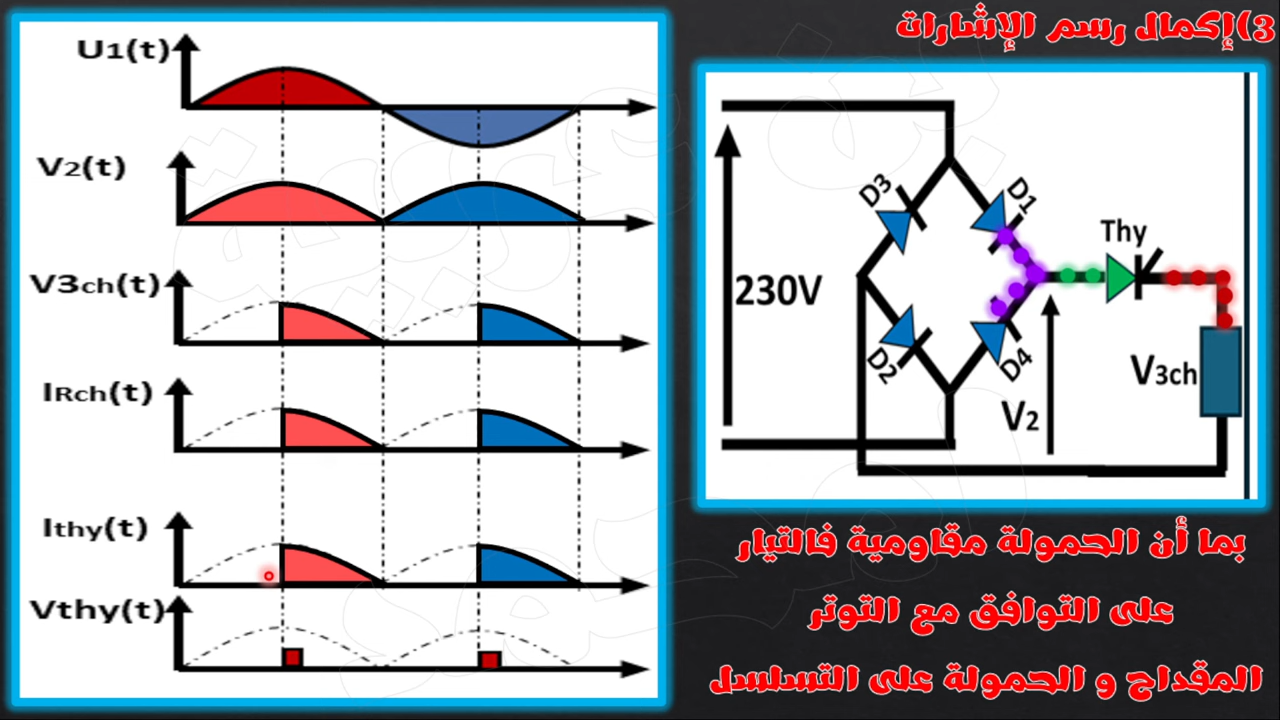 3)إكمال رسم الإشارات
U1(t)
V2(t)
V3ch(t)
IRch(t)
Ithy(t)
Vthy(t)
D3
D1
Thy
230V
D2
D4
V2
V3ch
بما أن الحمولة مقاومية فالتيار
على التوافق مع التوتر
المقداح و الحمولة على التسلسل